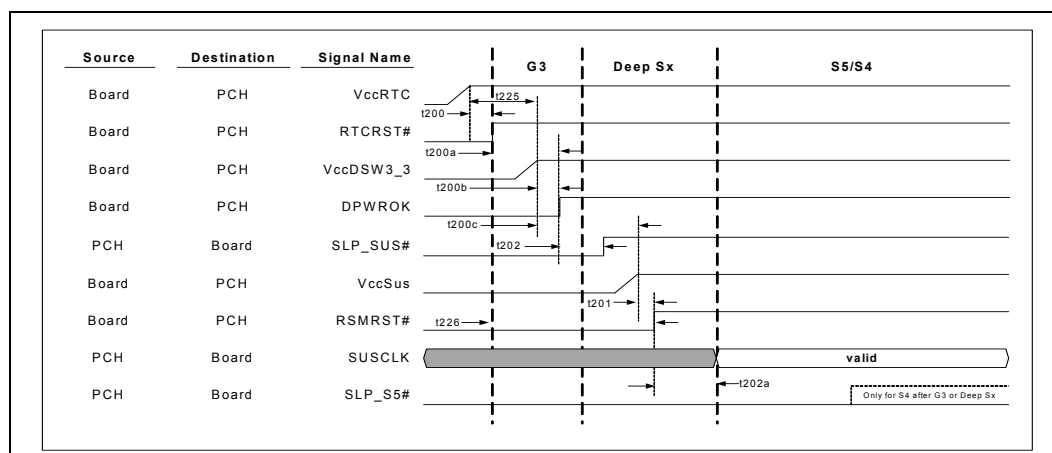 Source Destination Signal Name G3 Deep Sx S5/S4
Board PCH VccRTC
t225
t200
Board PCH RTCRST#
t200a
Board PCH VccDSW3_3
t200b
Board PCH DPWROK
t200c
PCH Board SLP_SUS# t202
Board PCH VccSus
t201
Board PCH RSMRST# t226
PCH Board SUSCLK valid
t202a
PCH Board SLP_S5# Only for S4 after G3 or Deep Sx